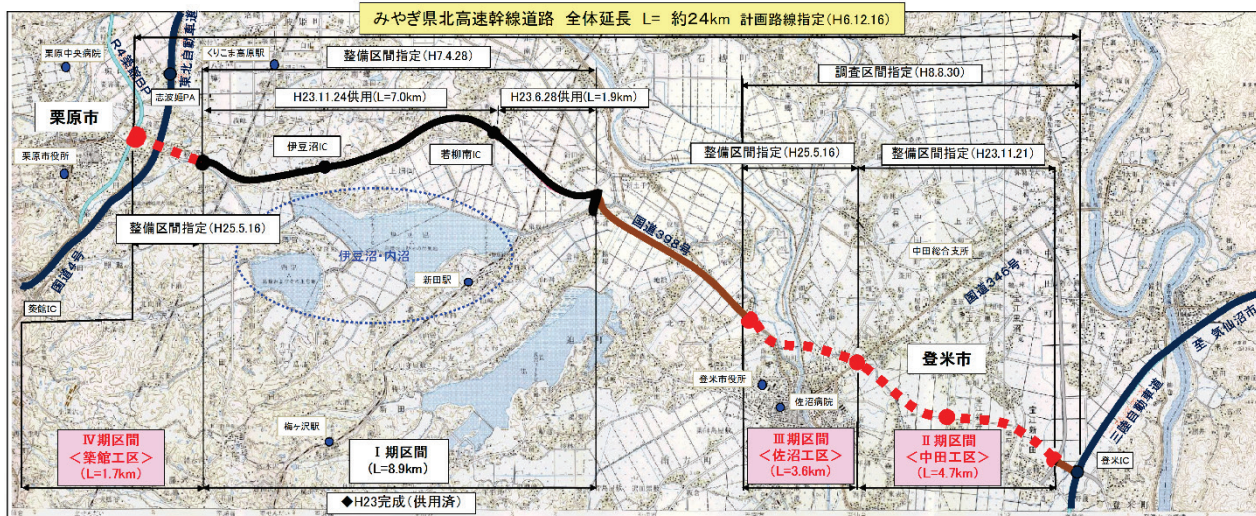 みやぎ県北高速幹線道路 全体延長 L= 約24km 計画路線指定(H6.12.16)
栗原中央病院
R4築館BP
東北自動車道
くりこま高原駅
整備区間指定(H7.4.28)
調査区間指定(H8.8.30)
志波姫PA
H23.11.24供用(L=7.0km)
H23.6.28供用(L=1.9km)
栗原市
栗原市役所
伊豆沼IC
若柳南IC
整備区間指定(H25.5.16)
整備区間指定(H23.11.21)
整備区間指定(H25.5.16)
国道4号
築館IC
伊豆沼・内沼
新田駅
国道398号
中田総合支所
国道346号
登米市
登米市役所
佐沼病院
至 気仙沼市
三陸自動車道
登米IC
梅ヶ沢駅
Ⅳ期区間
<築館工区>
(L=1.7km)
Ⅰ期区間
(L=8.9km)
Ⅲ期区間
<佐沼工区>
(L=3.6km)
Ⅱ期区間
<中田工区>
(L=4.7km)
◆H23完成(供用済)